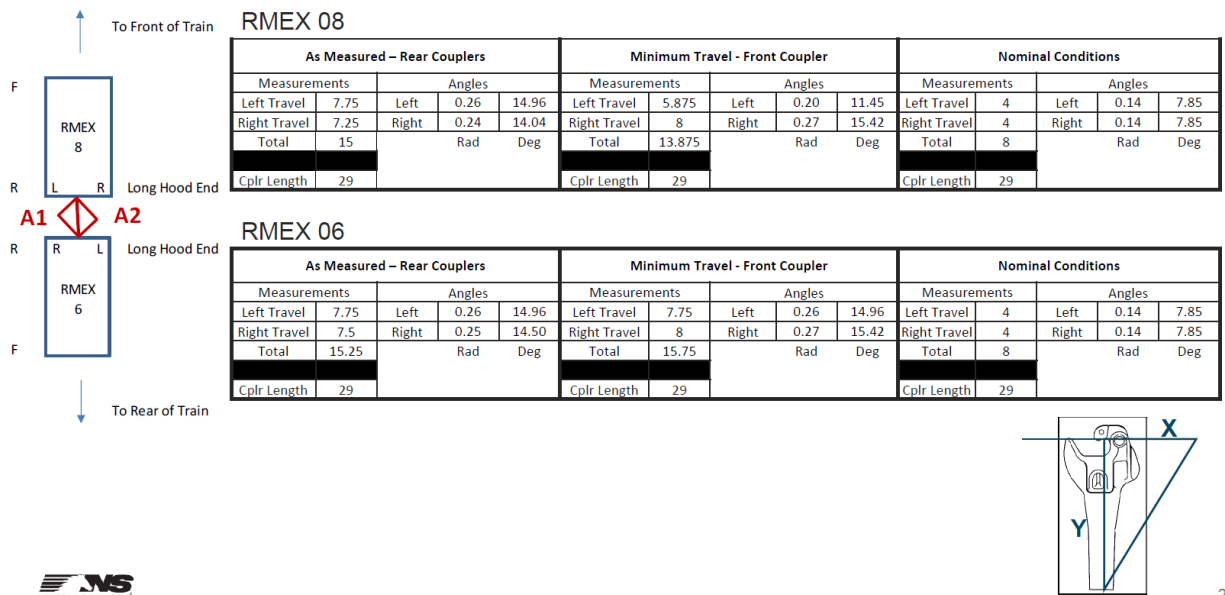 To Front of Train
RMEX 08
As Measured – Rear Couplers Minimum Travel - Front Coupler Nominal Conditions
Measurements Angles Measurements Angles Measurements Angles
Left Travel 7.75 Left 0.26 14.96 Left Travel 5.875 Left 0.20 11.45 Left Travel 4 Left 0.14 7.85
Right Travel 7.25 Right 0.24 14.04 Right Travel 8 Right 0.27 15.42 Right Travel 4 Right 0.14 7.85
Total 15 Rad Deg Total 13.875 Rad Deg Total 8 Rad Deg
Cplr Length 29 Cplr Length 29 Cplr Length 29
F
RMEX
8
R L R Long Hood End
A1 A2
RMEX 06
R R L Long Hood End
As Measured – Rear Couplers Minimum Travel - Front Coupler Nominal Conditions
Measurements Angles Measurements Angles Measurements Angles
Left Travel 7.75 Left 0.26 14.96 Left Travel 7.75 Left 0.26 14.96 Left Travel 4 Left 0.14 7.85
Right Travel 7.5 Right 0.25 14.50 Right Travel 8 Right 0.27 15.42 Right Travel 4 Right 0.14 7.85
Total 15.25 Rad Deg Total 15.75 Rad Deg Total 8 Rad Deg
Cplr Length 29 Cplr Length 29 Cplr Length 29
RMEX
6
F
To Rear of Train
X
Y
NS